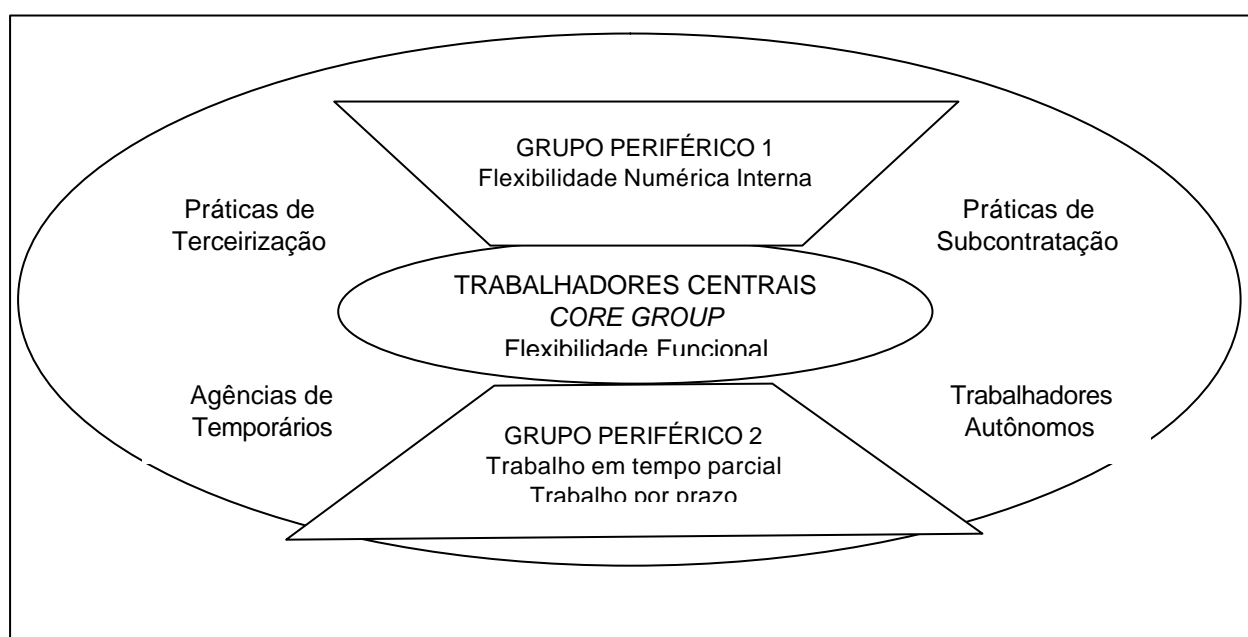 GRUPO PERIFÉRICO 1
Flexibilidade Numérica Interna
Práticas de
Terceirização
Práticas de
Subcontratação
TRABALHADORES CENTRAIS
CORE GROUP
Flexibilidade Funcional
Agências de
Temporários
Trabalhadores
Autônomos
GRUPO PERIFÉRICO 2
Trabalho em tempo parcial
Trabalho por prazo